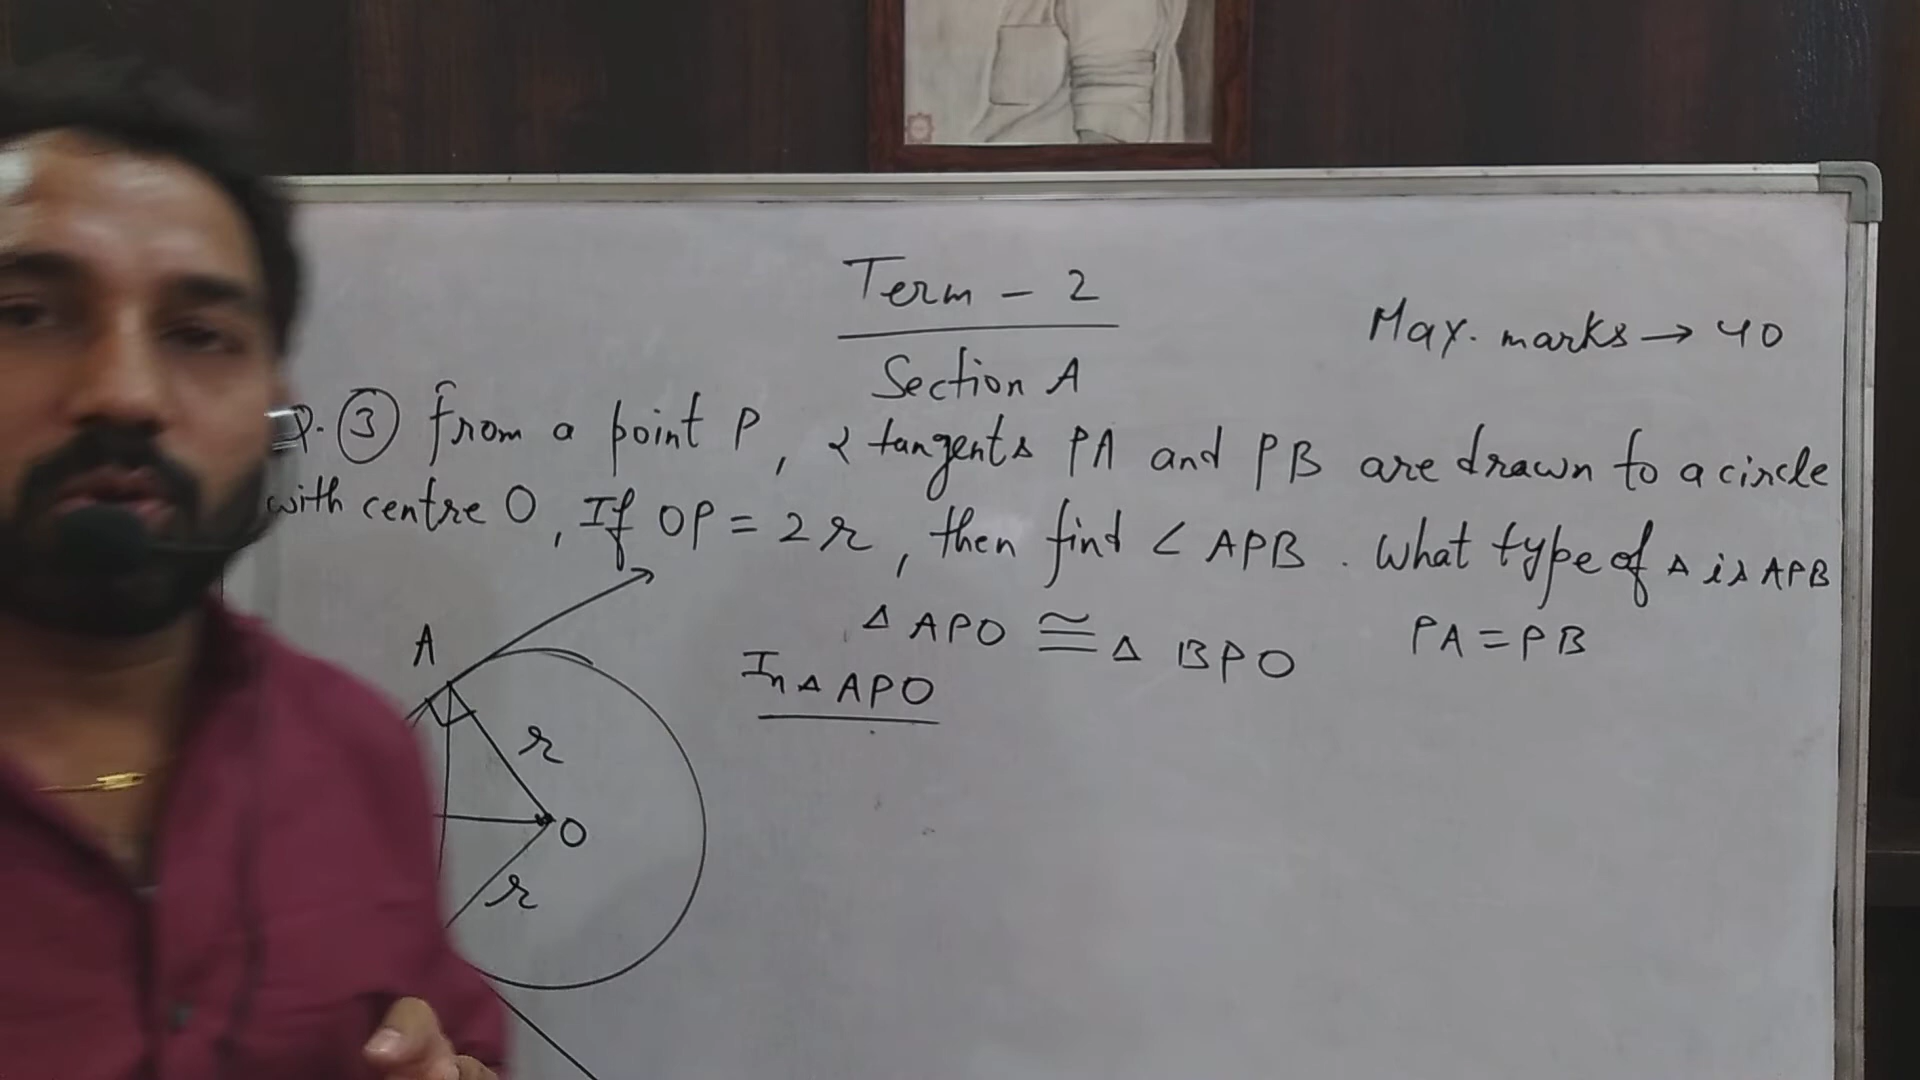 Term - 2
Section A
Max. marks → 40
Q. ③ from a point P, 2 tangents PA and PB are drawn to a circle
with centre O, If OP = 2r, then find < APB. What type of Δ is APB
Δ APO ≅ Δ BPO
PA = PB
In Δ APO
A
r
O
r